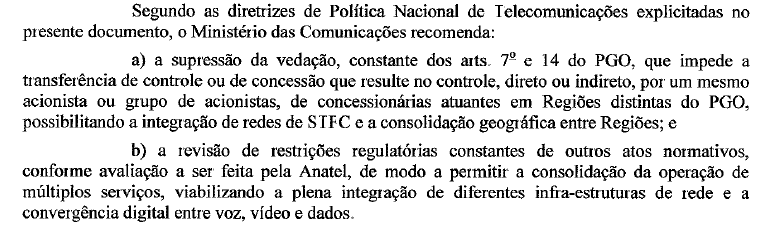 Segundo as diretrizes de Política Nacional de Telecomunicações explicitadas no
presente documento, o Ministério das Comunicações recomenda:
a) a supressão da vedação, constante dos arts. 7º e 14 do PGO, que impede a
transferência de controle ou de concessão que resulte no controle, direto ou indireto, por um mesmo
acionista ou grupo de acionistas, de concessionárias atuantes em Regiões distintas do PGO,
possibilitando a integração de redes de STFC e a consolidação geográfica entre Regiões; e
b) a revisão de restrições regulatórias constantes de outros atos normativos,
conforme avaliação a ser feita pela Anatel, de modo a permitir a consolidação da operação de
múltiplos serviços, viabilizando a plena integração de diferentes infra-estruturas de rede e a
convergência digital entre voz, vídeo e dados.